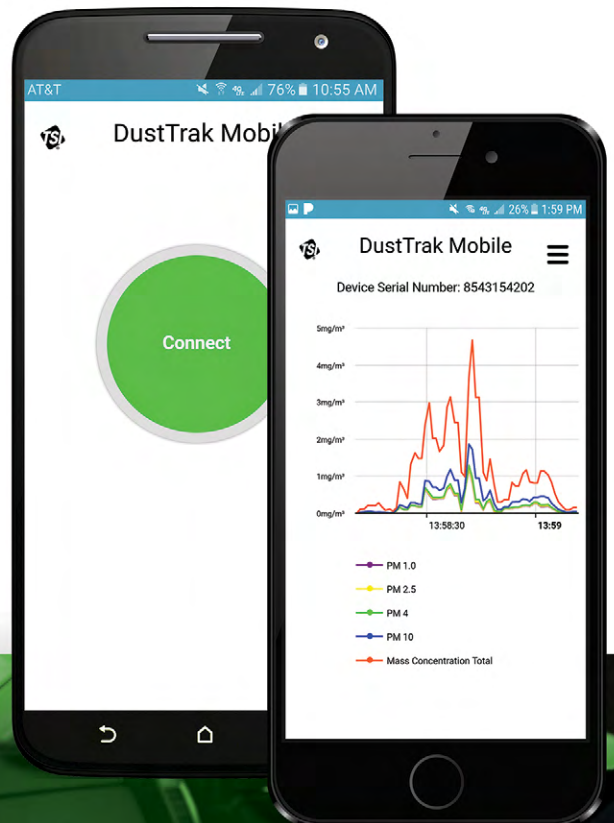 AT&T
76%
10:55 AM
TSI
DustTrak Mobil
Connect
26%
1:59 PM
TSI
DustTrak Mobile
Device Serial Number: 8543154202
5mg/m³
4mg/m³
3mg/m³
2mg/m³
1mg/m³
0mg/m³
13:58:30
13:59
PM 1.0
PM 2.5
PM 4
PM 10
Mass Concentration Total